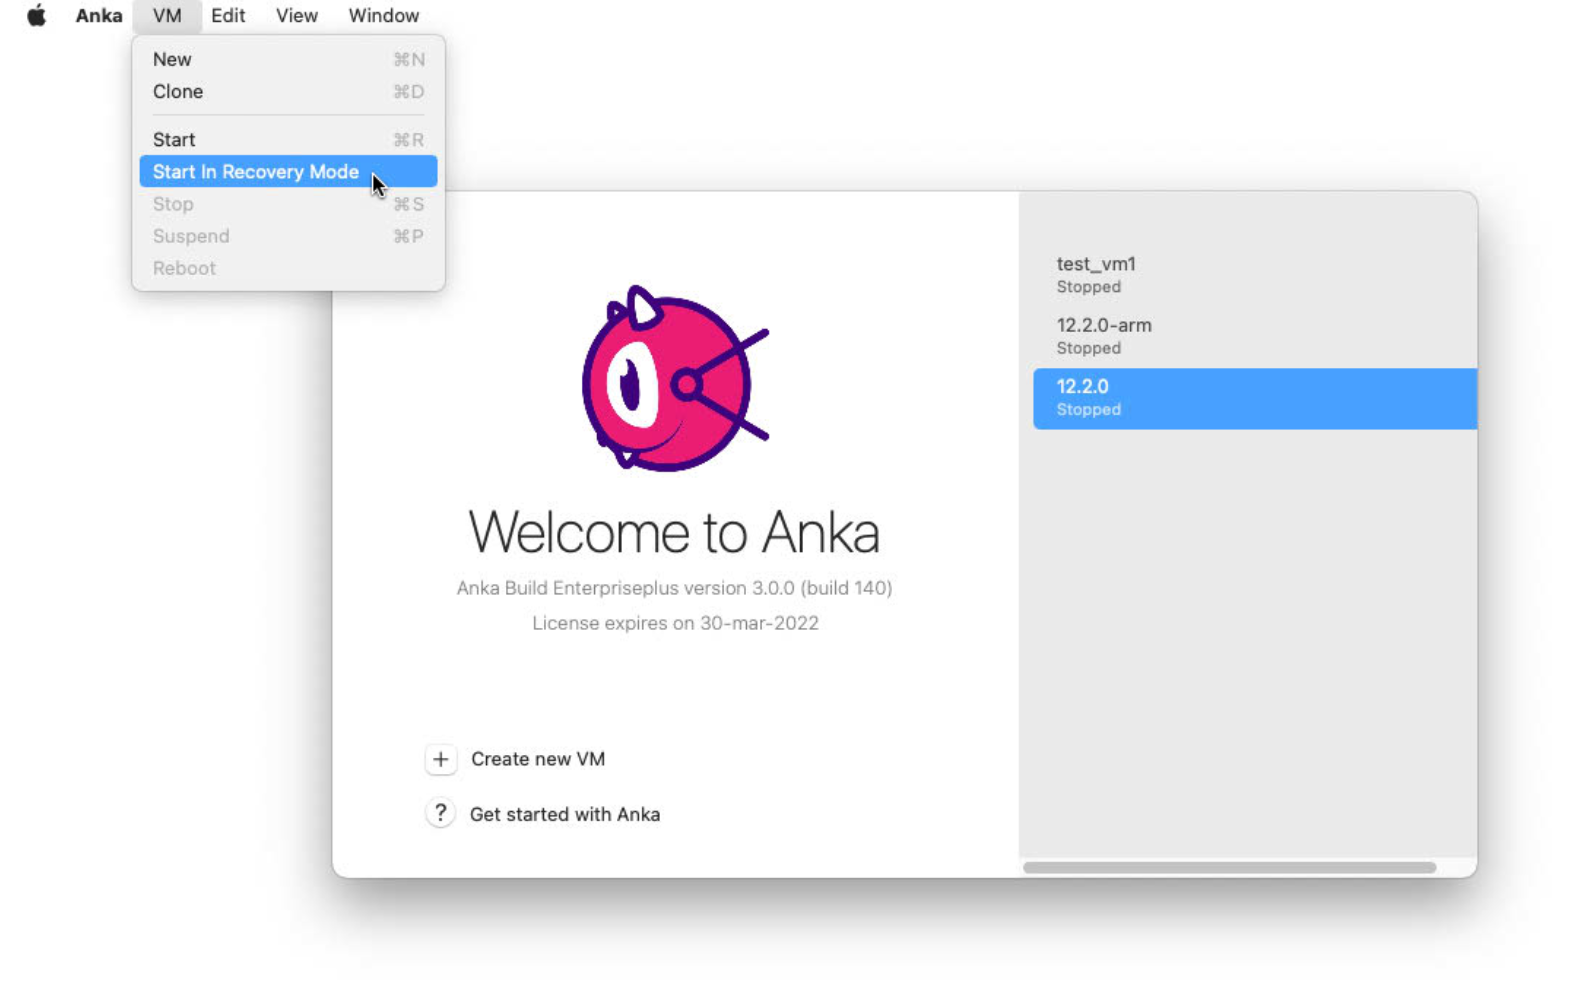 Anka VM Edit View Window
New ⌘N
Clone ⌘D
Start ⌘R
Start In Recovery Mode
Stop ⌘S
Suspend ⌘P
Reboot
test_vm1
Stopped
12.2.0-arm
Stopped
12.2.0
Stopped
Welcome to Anka
Anka Build Enterpriseplus version 3.0.0 (build 140)
License expires on 30-mar-2022
+ Create new VM
? Get started with Anka